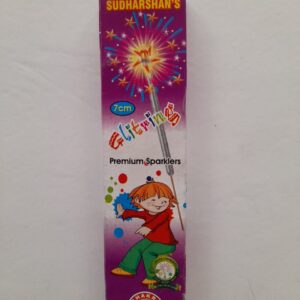 SUDHARSHAN'S
7cm
Glitring
Premium Sparklers